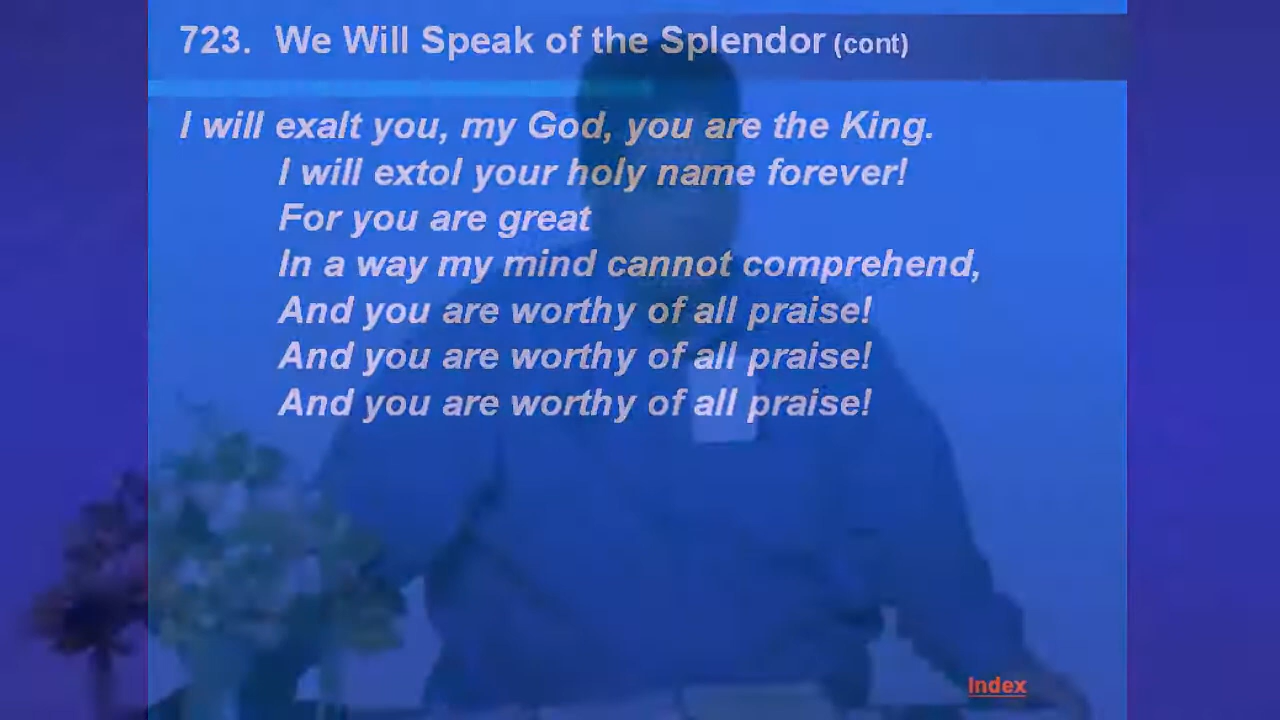 723. We Will Speak of the Splendor (cont)
I will exalt you, my God, you are the King.
I will extol your holy name forever!
For you are great
In a way my mind cannot comprehend,
And you are worthy of all praise!
And you are worthy of all praise!
And you are worthy of all praise!
Index